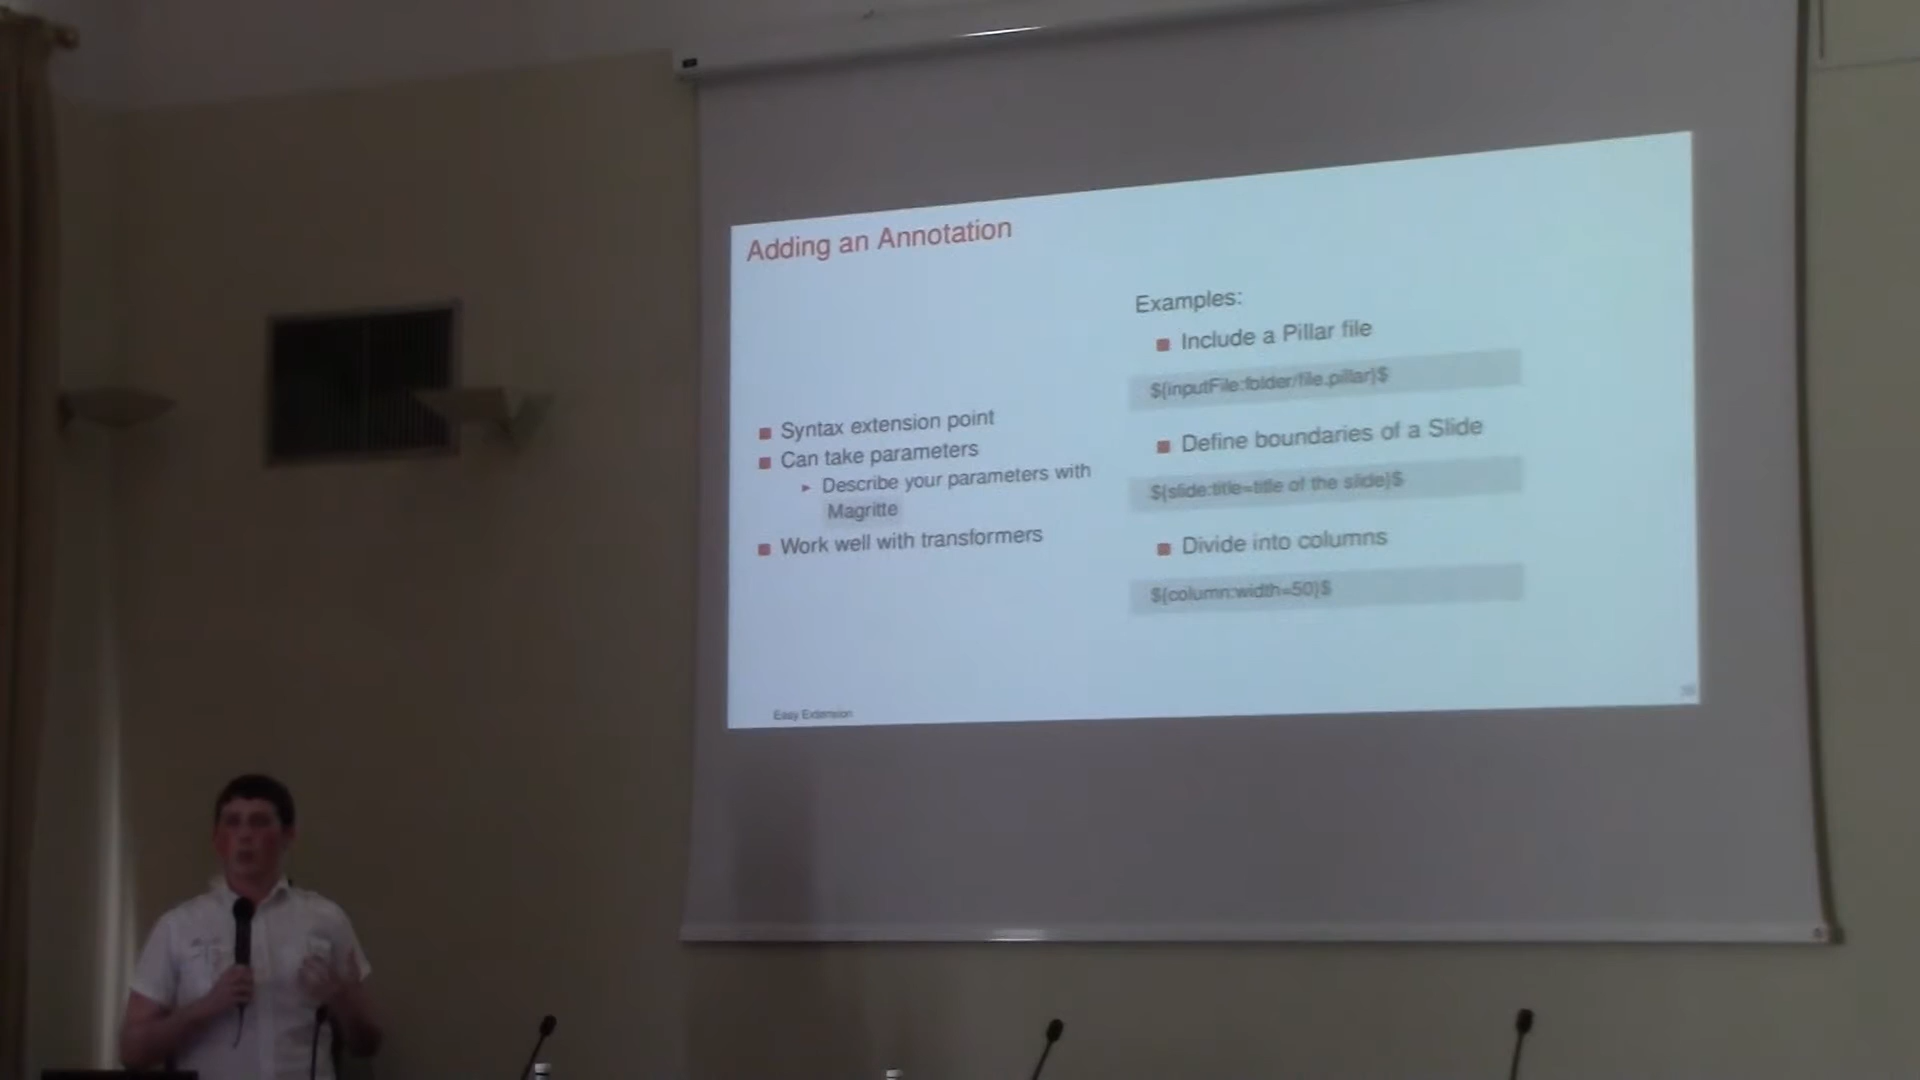 Adding an Annotation
Syntax extension point
Can take parameters
Describe your parameters with
Magritte
Work well with transformers
Examples:
Include a Pillar file
${inputFile:folder/file.pillar}$
Define boundaries of a Slide
${slide:title=title of the slide}$
Divide into columns
${column:width=50}$
Easy Extension